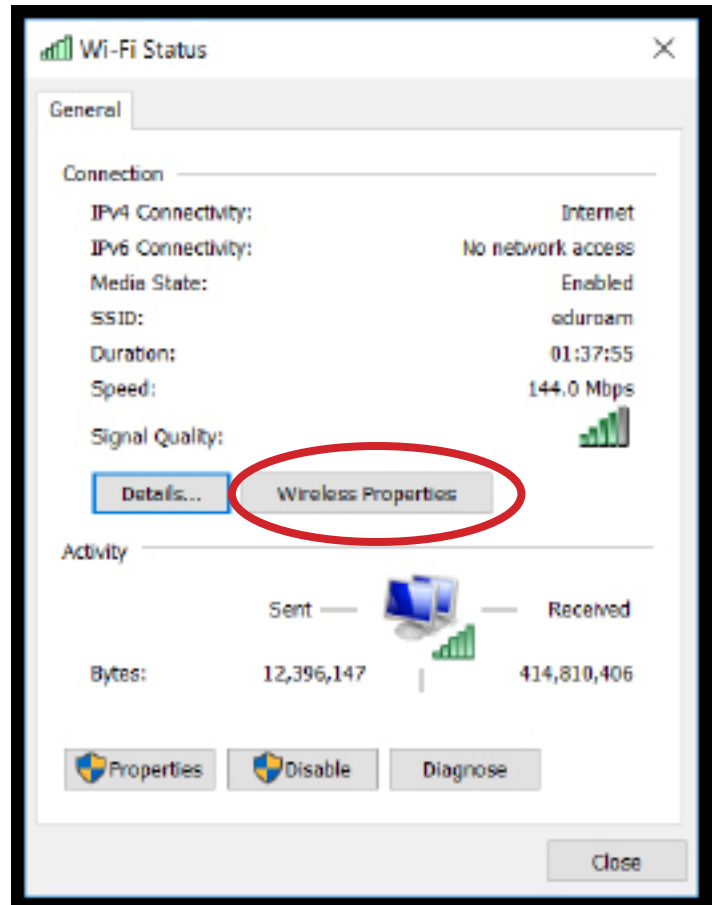 Wi-Fi Status
General
Connection
IPv4 Connectivity: Internet
IPv6 Connectivity: No network access
Media State: Enabled
SSID: eduroam
Duration: 01:37:55
Speed: 144.0 Mbps
Signal Quality:
Details... Wireless Properties
Activity
Sent Received
Bytes: 12,396,147 414,810,406
Properties Disable Diagnose
Close